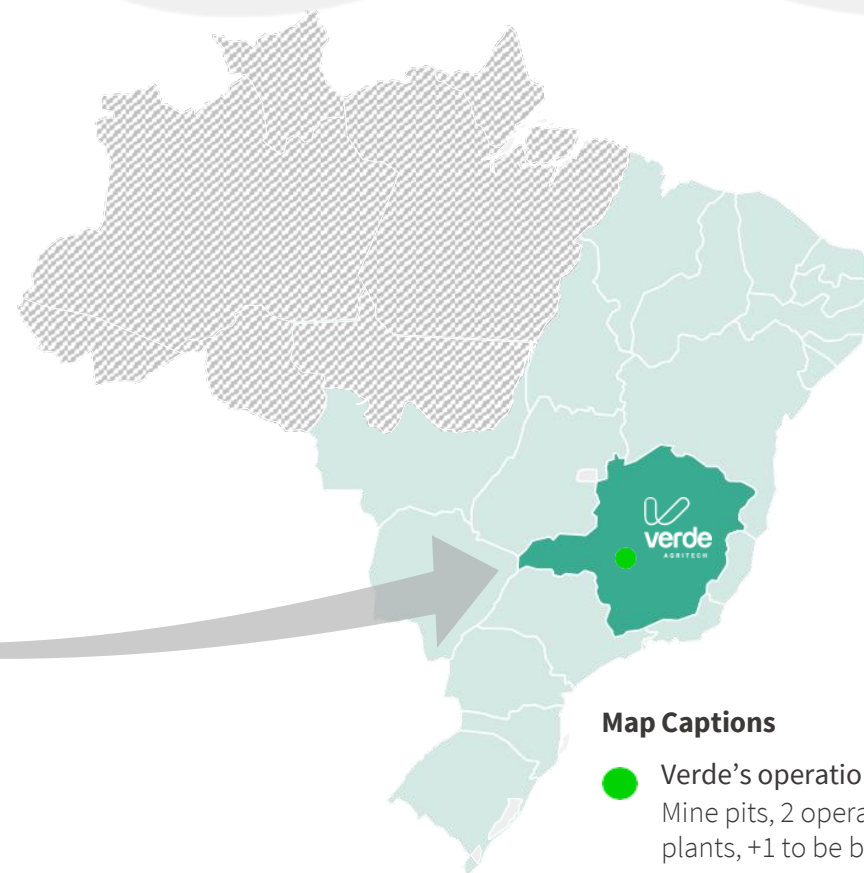 verde
AGRITECH
Map Captions
Verde’s operatio
Mine pits, 2 opera
plants, +1 to be b